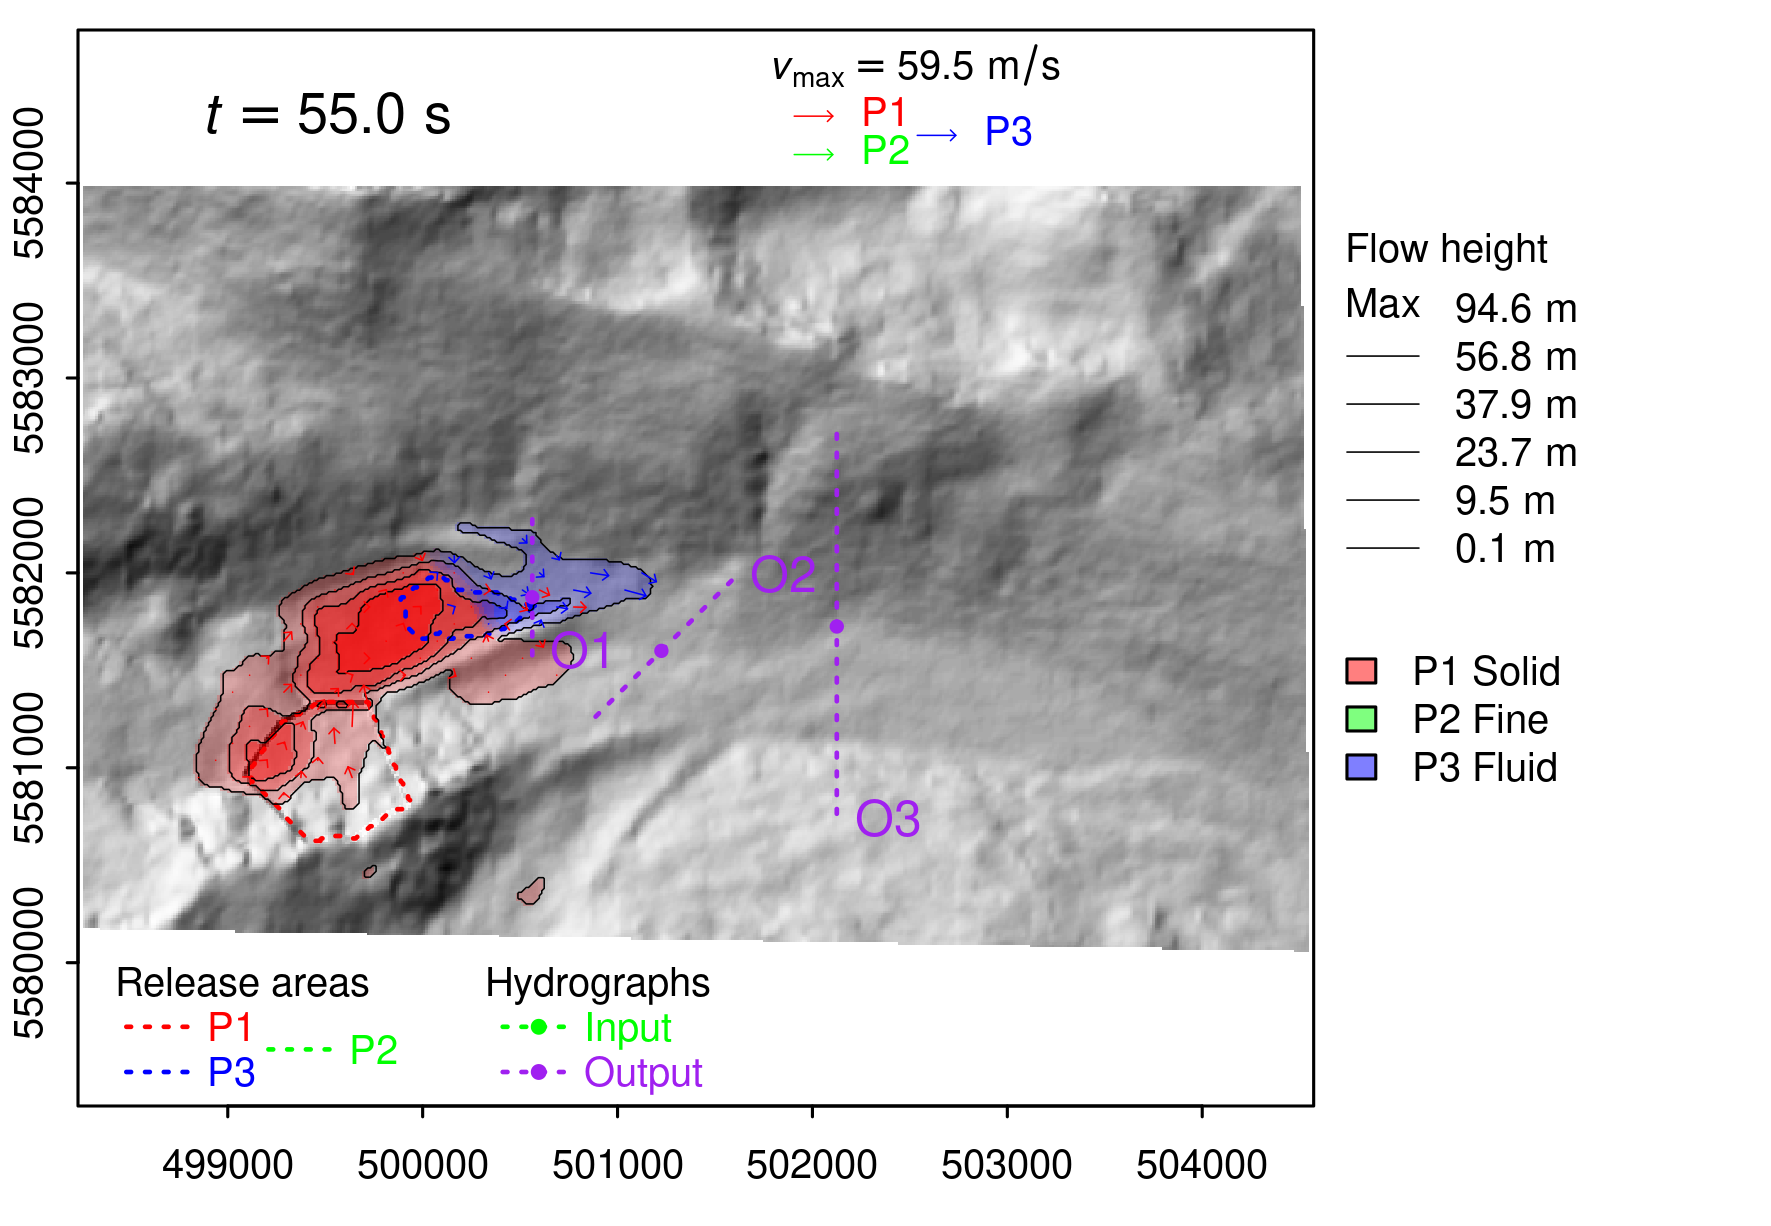 t = 55.0 s
vmax = 59.5 m/s
P1
P2
P3
5584000
5583000
5582000
5581000
5580000
O1
O2
O3
Flow height
Max 94.6 m
56.8 m
37.9 m
23.7 m
9.5 m
0.1 m
P1 Solid
P2 Fine
P3 Fluid
Release areas
P1
P2
P3
Hydrographs
Input
Output
499000 500000 501000 502000 503000 504000